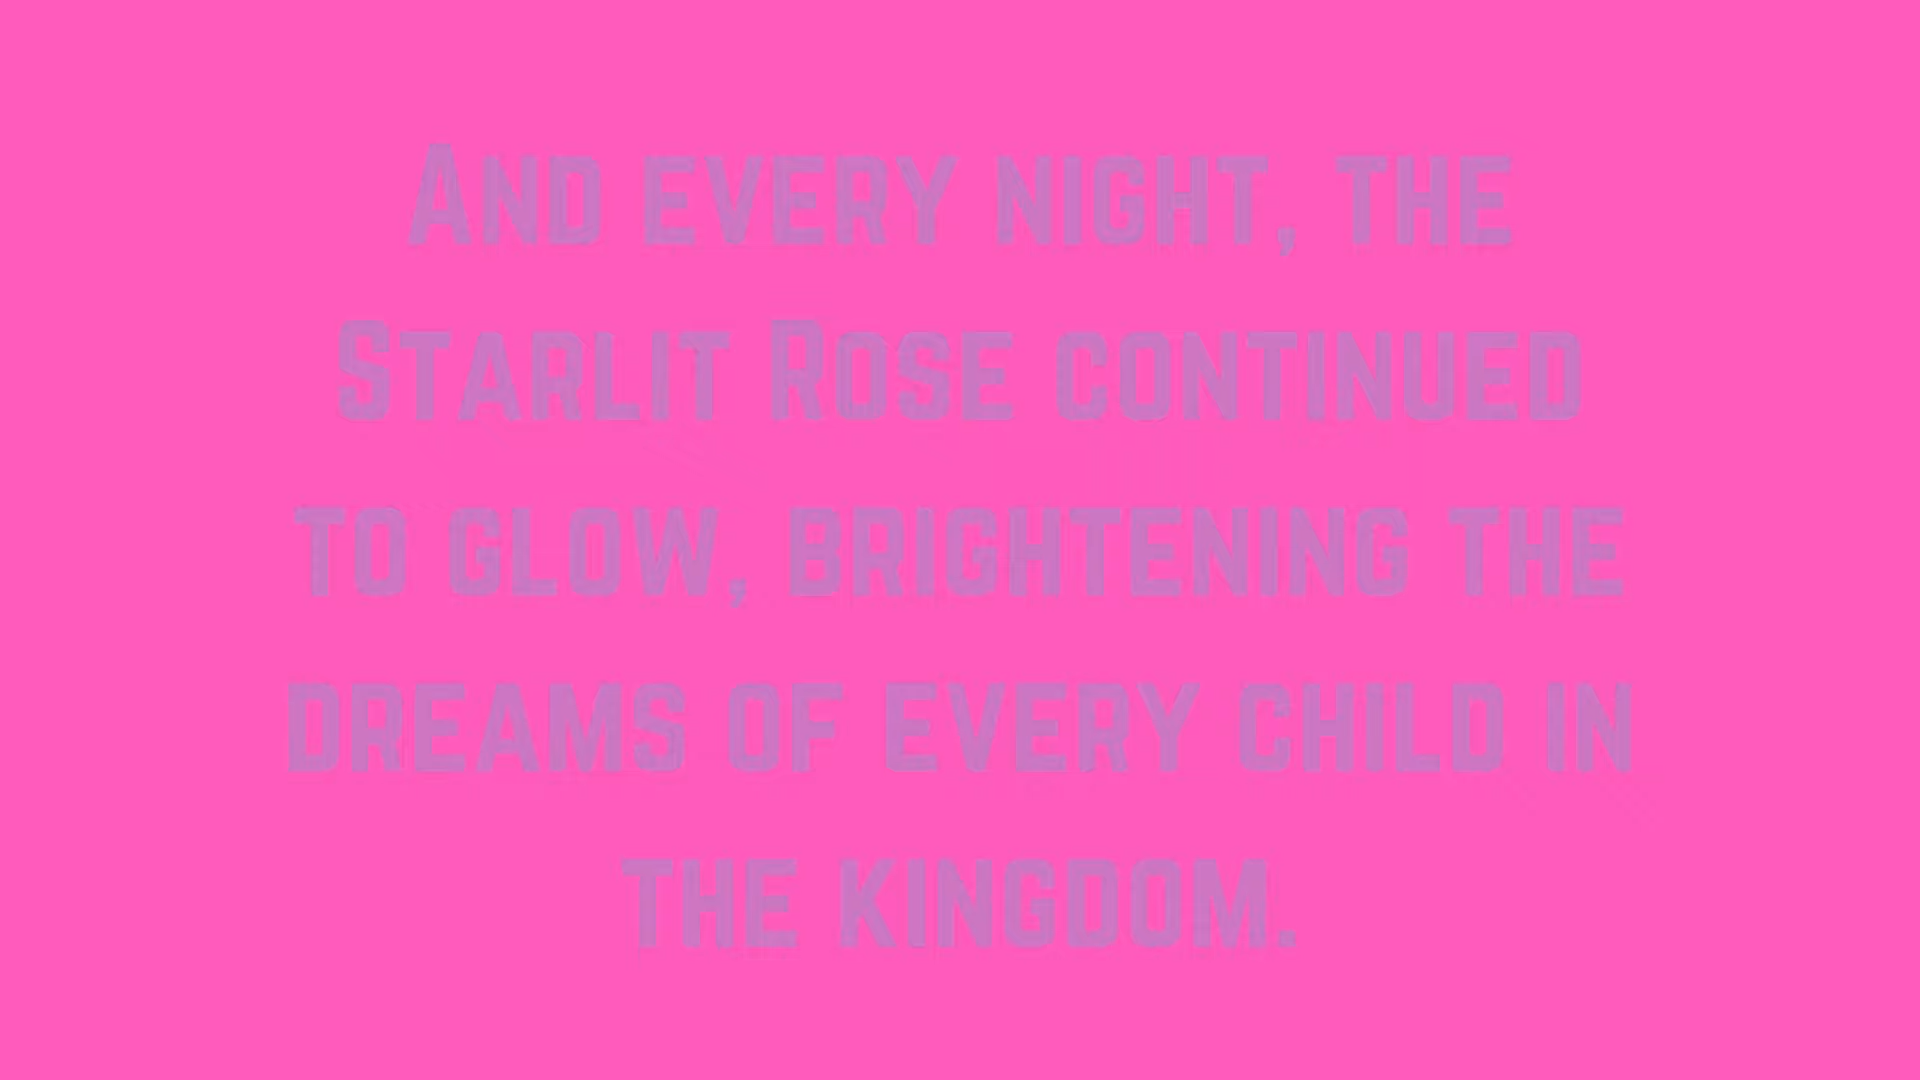 And every night, the
Starlit Rose continued
to glow, brightening the
dreams of every child in
the kingdom.